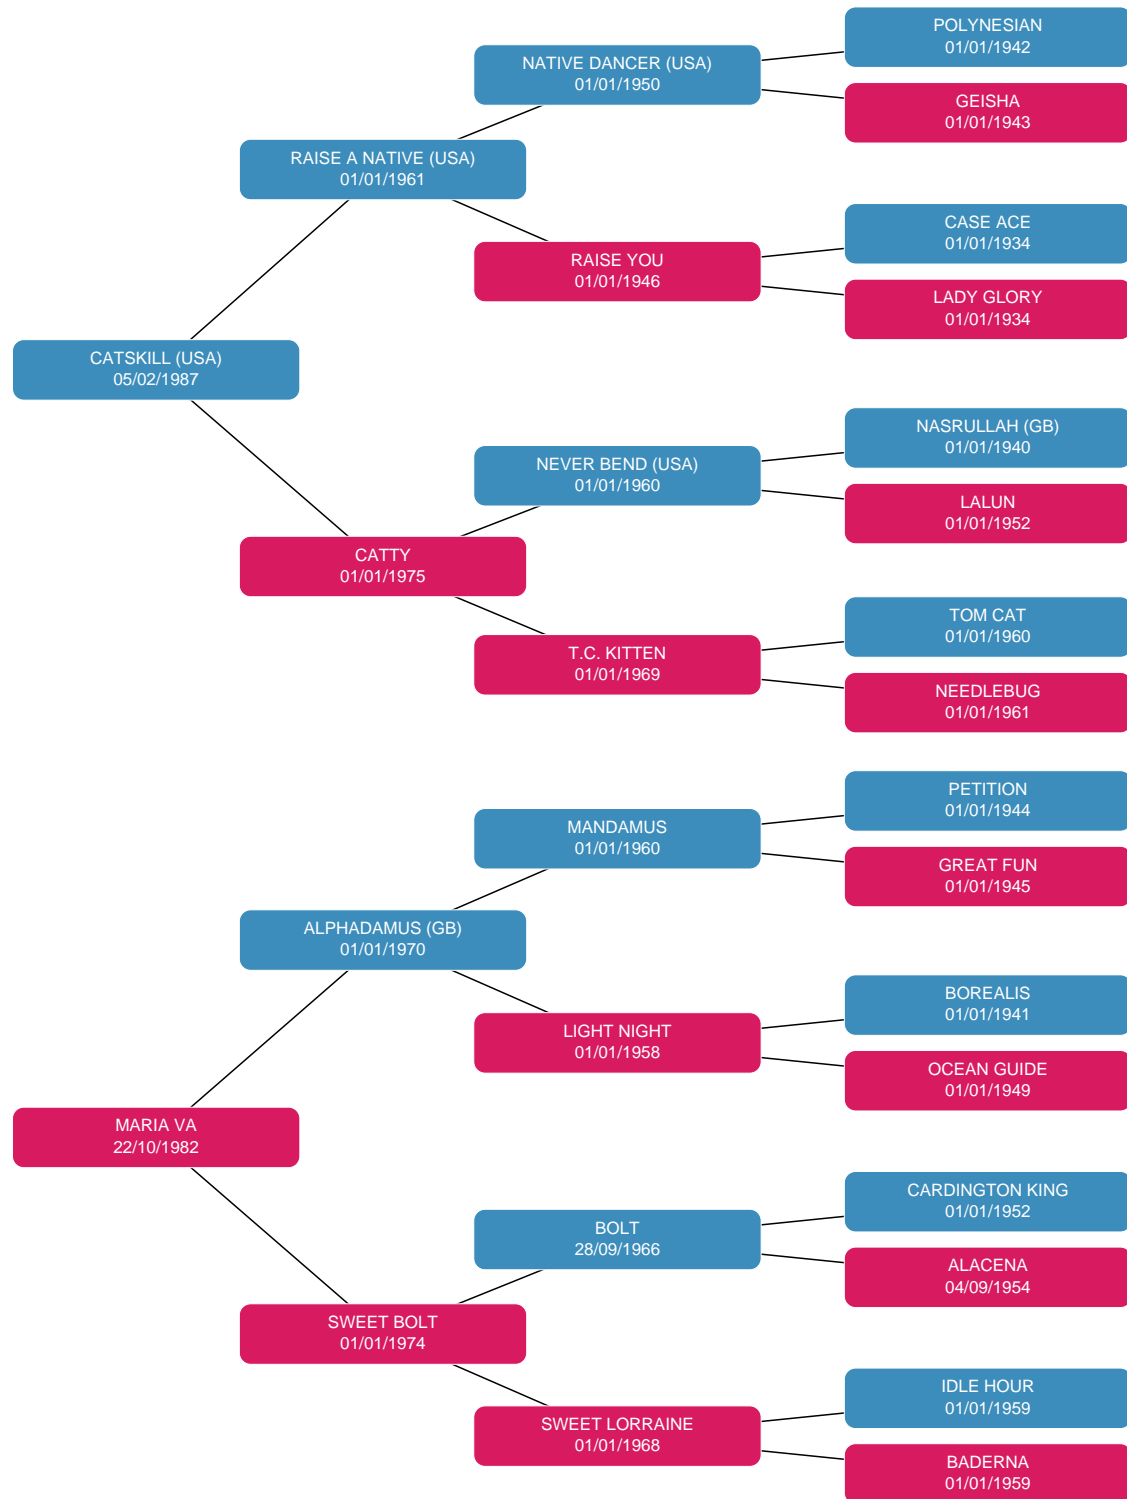 POLYNESIAN
01/01/1942
NATIVE DANCER (USA)
01/01/1950
GEISHA
01/01/1943
RAISE A NATIVE (USA)
01/01/1961
CASE ACE
01/01/1934
RAISE YOU
01/01/1946
LADY GLORY
01/01/1934
CATSKILL (USA)
05/02/1987
NASRULLAH (GB)
01/01/1940
NEVER BEND (USA)
01/01/1960
LALUN
01/01/1952
CATTY
01/01/1975
TOM CAT
01/01/1960
T.C. KITTEN
01/01/1969
NEEDLEBUG
01/01/1961
PETITION
01/01/1944
MANDAMUS
01/01/1960
GREAT FUN
01/01/1945
ALPHADAMUS (GB)
01/01/1970
BOREALIS
01/01/1941
LIGHT NIGHT
01/01/1958
OCEAN GUIDE
01/01/1949
MARIA VA
22/10/1982
CARDINGTON KING
01/01/1952
BOLT
28/09/1966
ALACENA
04/09/1954
SWEET BOLT
01/01/1974
IDLE HOUR
01/01/1959
SWEET LORRAINE
01/01/1968
BADERNA
01/01/1959